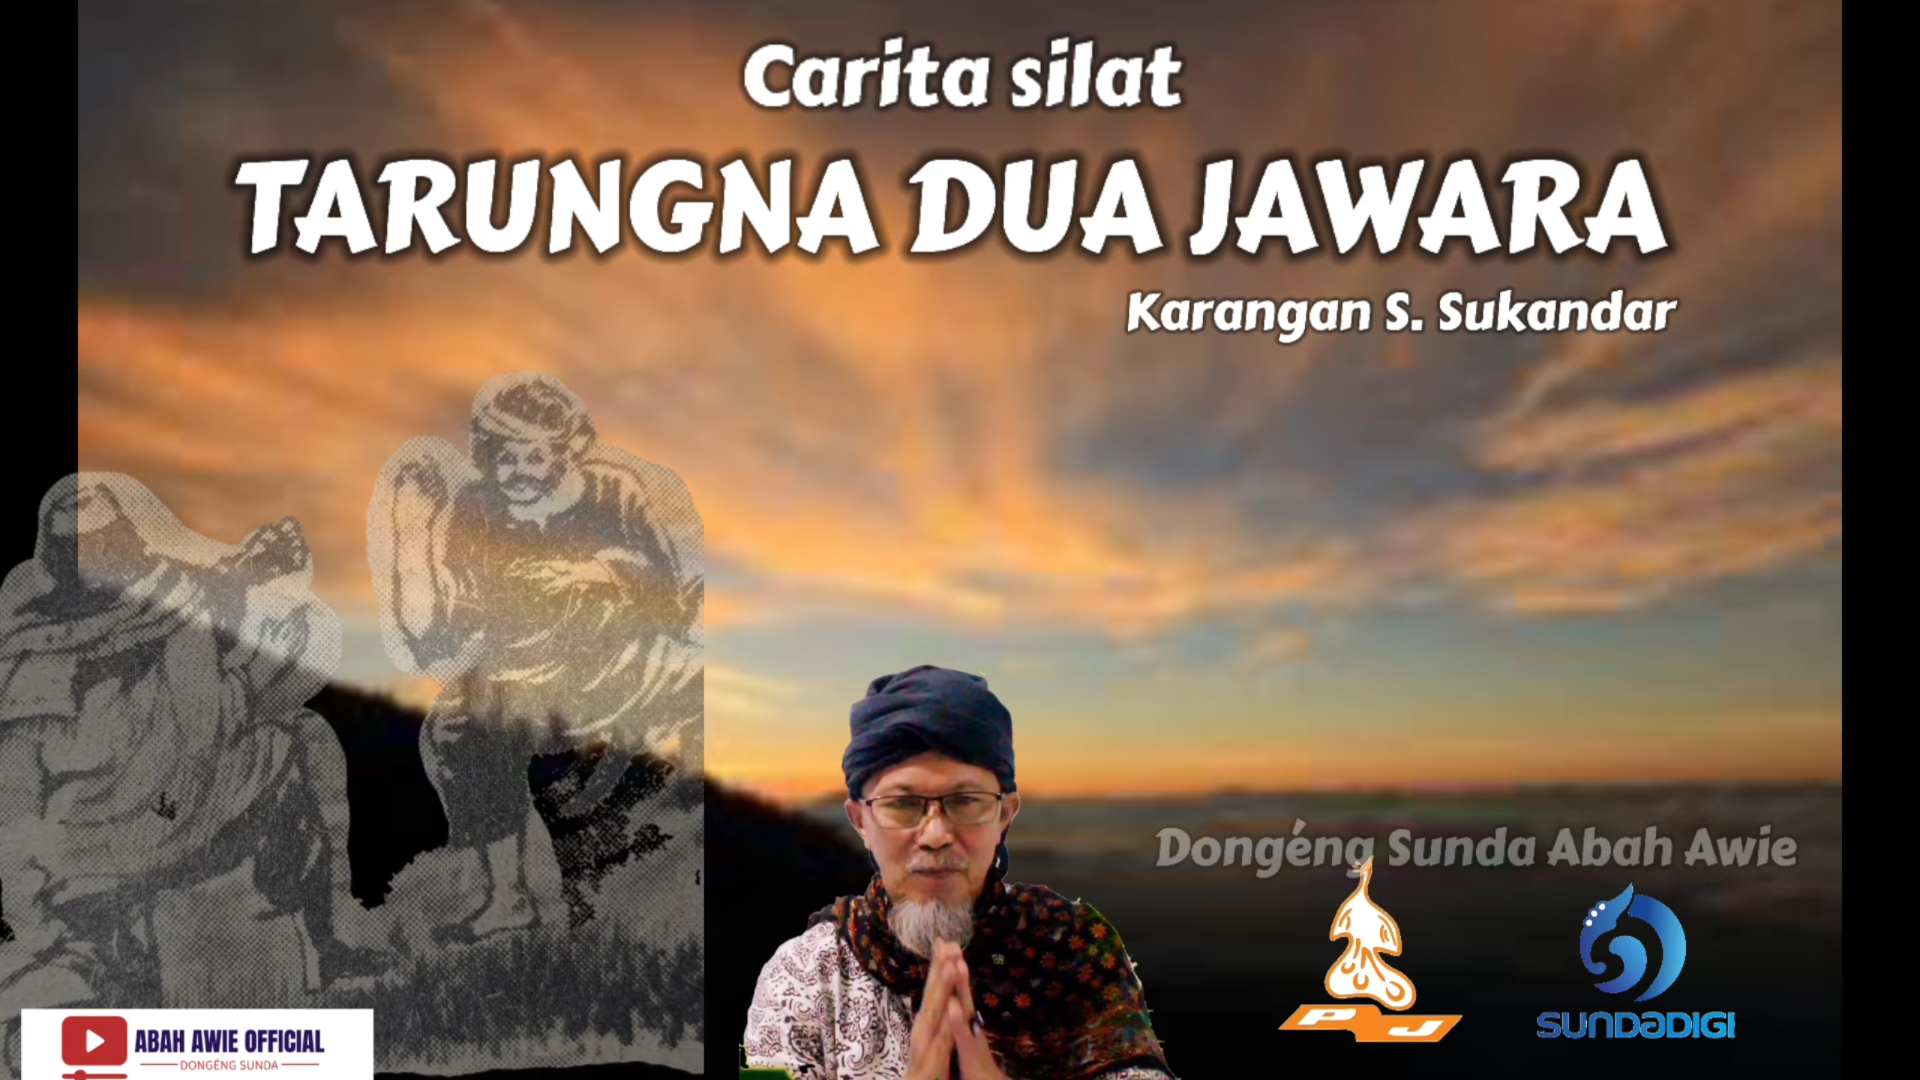 Carita silat
TARUNGNA DUA JAWARA
Karangan S. Sukandar
Dongéng Sunda Abah Awie
PJ
SUNDADIGI
ABAH AWIE OFFICIAL
DONGÉNG SUNDA